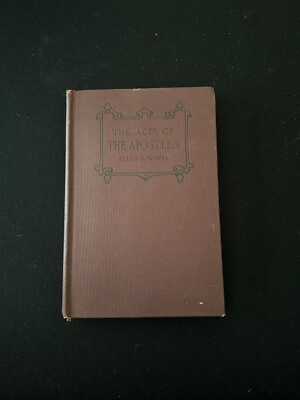 THE ACTS OF
THE APOSTLES
ELLEN G. WHITE